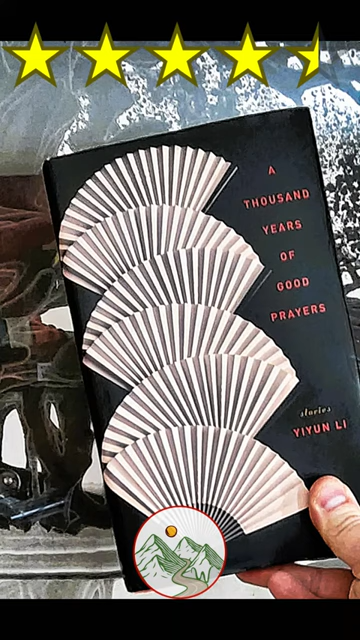 A
THOUSAND
YEARS
OF
GOOD
PRAYERS
stories
YIYUN LI